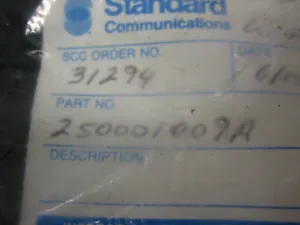 Standard
Communications
SCC ORDER NO. DATE
31294
PART NO.
250001009A
DESCRIPTION